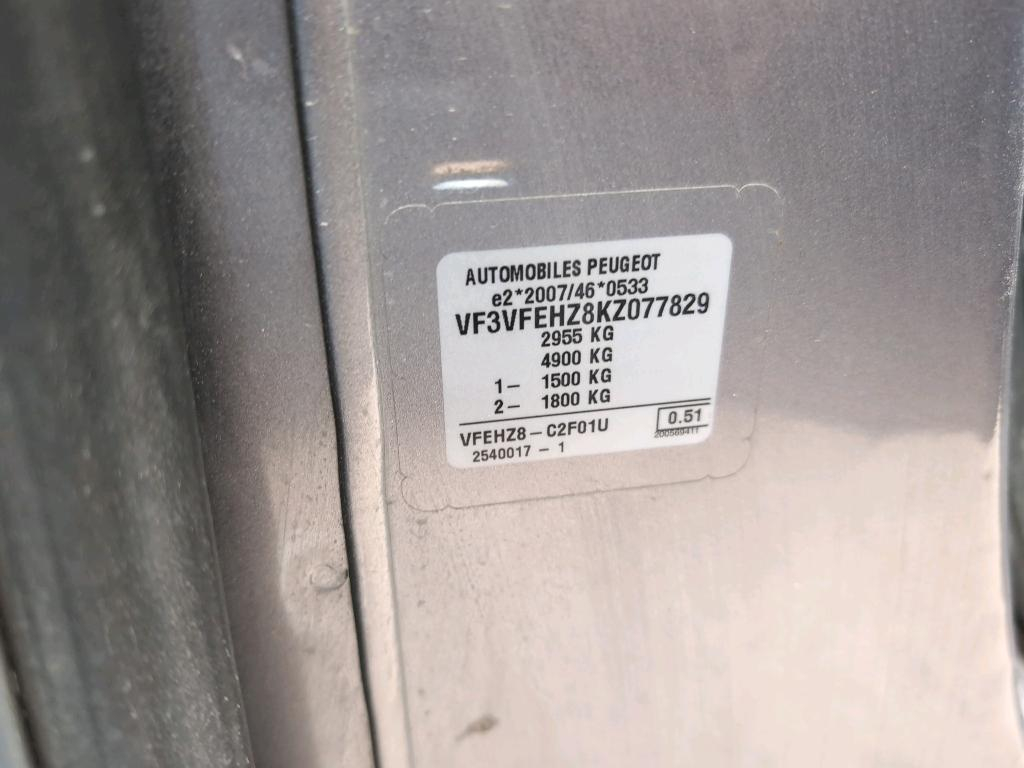 AUTOMOBILES PEUGEOT
e2*2007/46*0533
VF3VFEHZ8KZ077829
2955 KG
4900 KG
1– 1500 KG
2– 1800 KG
VFEHZ8–C2F01U 0.51
2540017 – 1 200569411